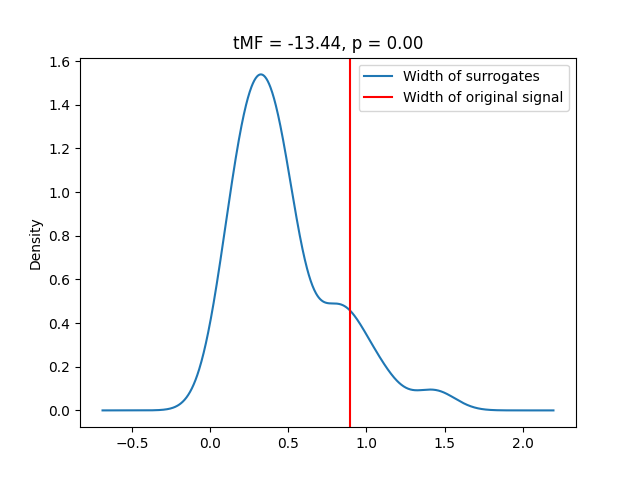 tMF = -13.44, p = 0.00
Width of surrogates
Width of original signal
Density
1.6
1.4
1.2
1.0
0.8
0.6
0.4
0.2
0.0
−0.5 0.0 0.5 1.0 1.5 2.0